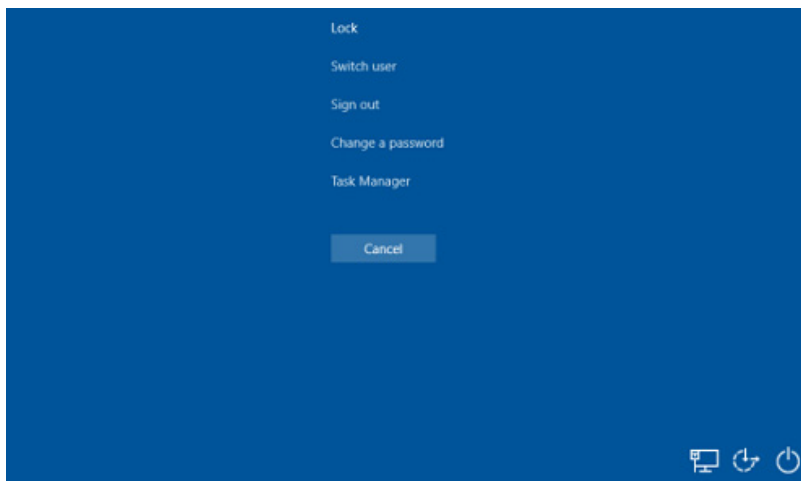 Lock
Switch user
Sign out
Change a password
Task Manager
Cancel